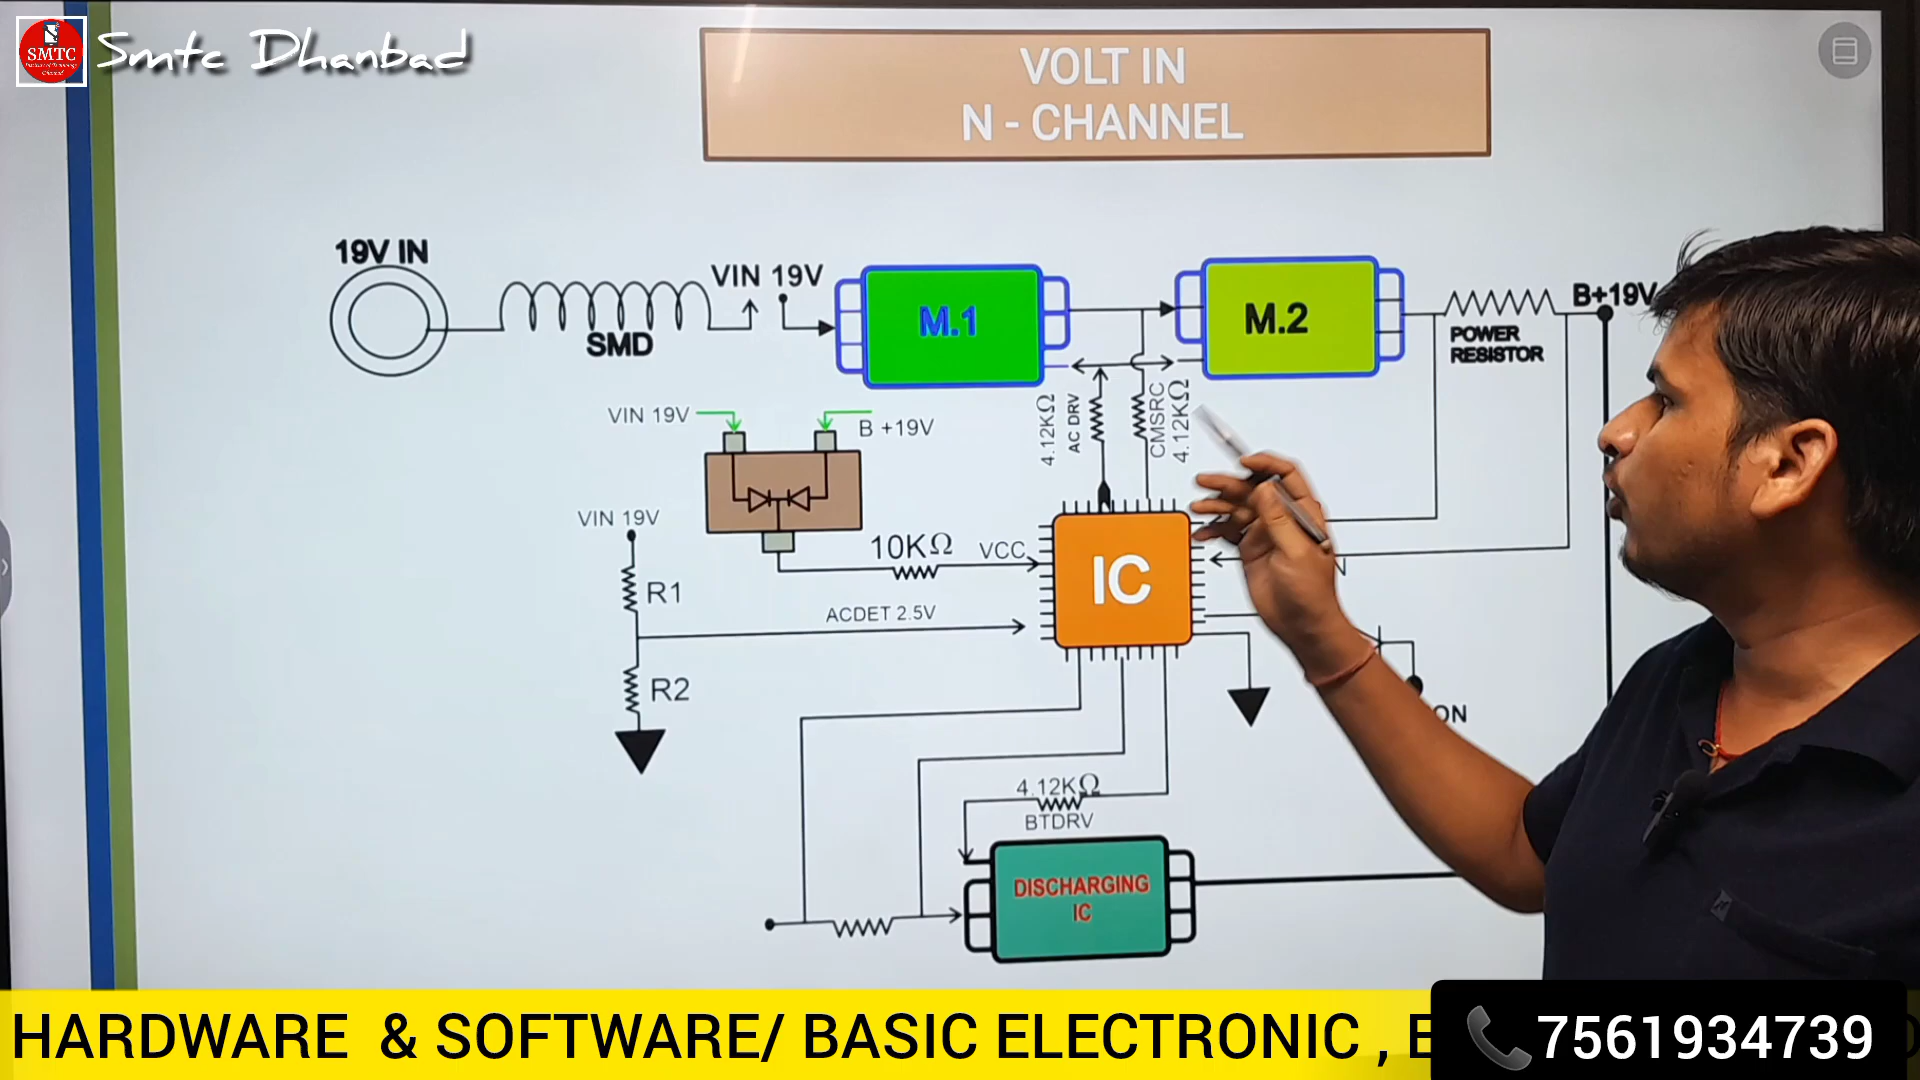 SMTC
Smtc Dhanbad
VOLT IN
N - CHANNEL
19V IN
SMD
VIN 19V
M.1
M.2
POWER
RESISTOR
B+19V
VIN 19V
B +19V
4.12KΩ
AC DRV
CMSRC
4.12KΩ
VIN 19V
R1
10KΩ
VCC
IC
N
ACDET 2.5V
R2
ON
4.12KΩ
BTDRV
DISCHARGING
IC
HARDWARE & SOFTWARE/ BASIC ELECTRONIC , E
7561934739